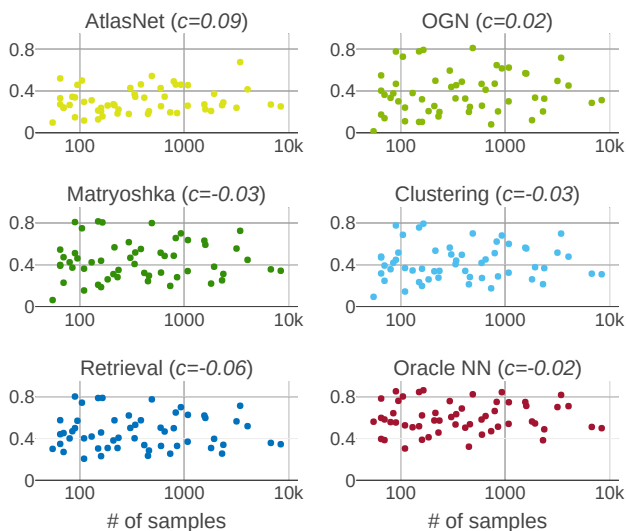 AtlasNet (c=0.09) OGN (c=0.02)
0.8 0.8
0.4 0.4
0 0
100 1000 10k 100 1000 10k
Matryoshka (c=-0.03) Clustering (c=-0.03)
0.8 0.8
0.4 0.4
0 0
100 1000 10k 100 1000 10k
Retrieval (c=-0.06) Oracle NN (c=-0.02)
0.8 0.8
0.4 0.4
0 0
100 1000 10k 100 1000 10k
# of samples # of samples